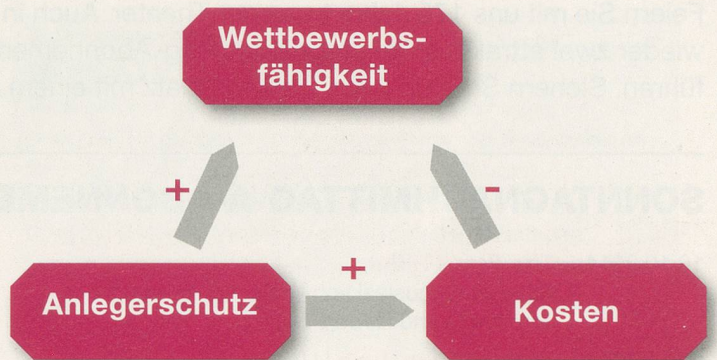 Wettbewerbs-
fähigkeit
+
-
+
Anlegerschutz
Kosten